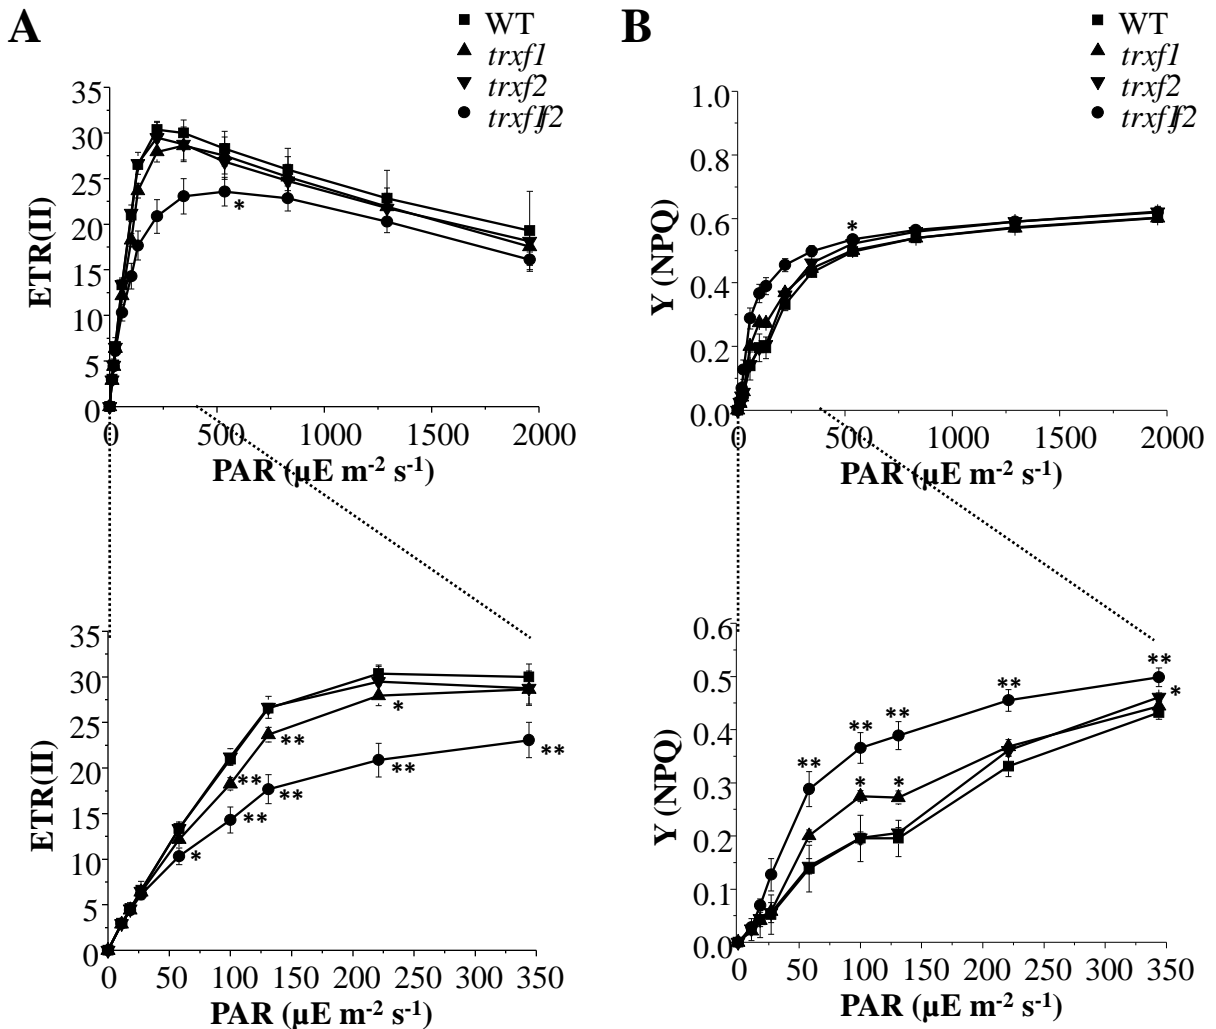 A
WT
trxf1
trxf2
trxf1f2
35
30
25
20
15
10
5
0
ETR(II)
*
0 500 1000 1500 2000
PAR (µE m-2 s-1)
35
30
25
20
15
10
5
0
ETR(II)
*
**
**
*
**
**
**
**
0 50 100 150 200 250 300 350
PAR (µE m-2 s-1)
B
WT
trxf1
trxf2
trxf1f2
1.0
0.8
0.6
0.4
0.2
0.0
Y (NPQ)
*
0 500 1000 1500 2000
PAR (µE m-2 s-1)
0.6
0.5
0.4
0.3
0.2
0.1
0.0
Y (NPQ)
**
**
**
**
**
*
*
*
0 50 100 150 200 250 300 350
PAR (µE m-2 s-1)